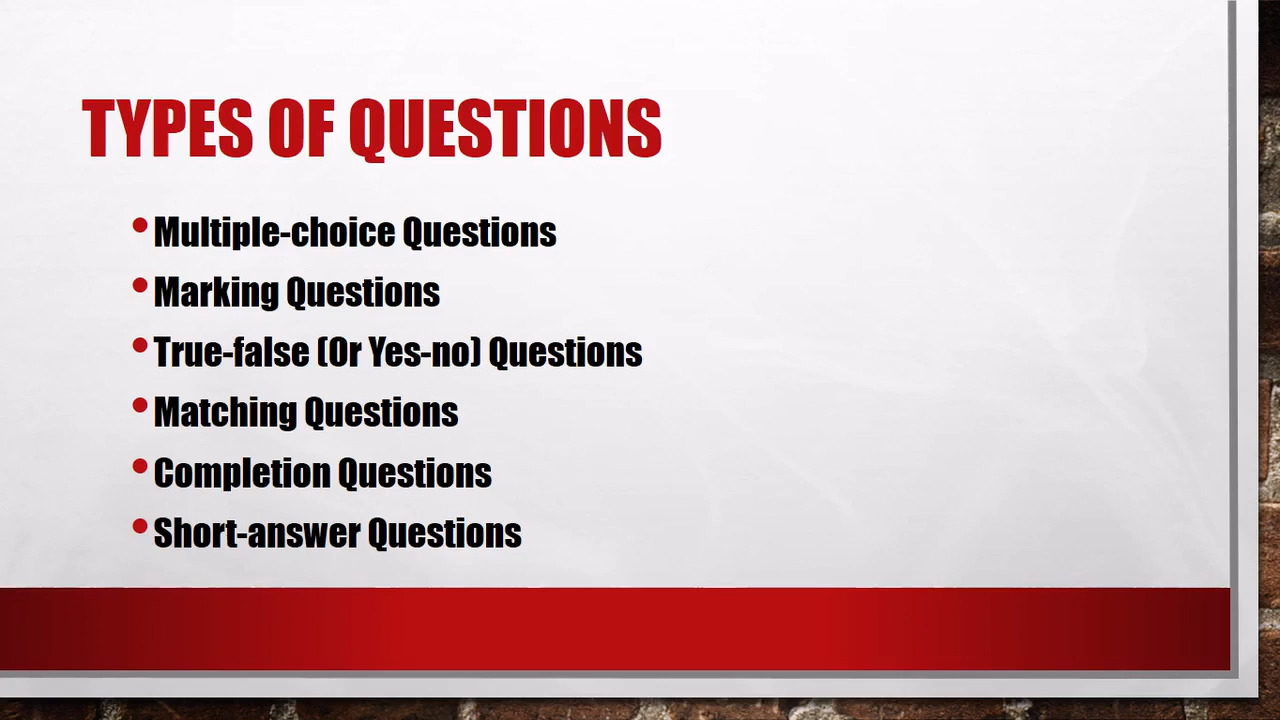 TYPES OF QUESTIONS
•Multiple-choice Questions
•Marking Questions
•True-false (Or Yes-no) Questions
•Matching Questions
•Completion Questions
•Short-answer Questions